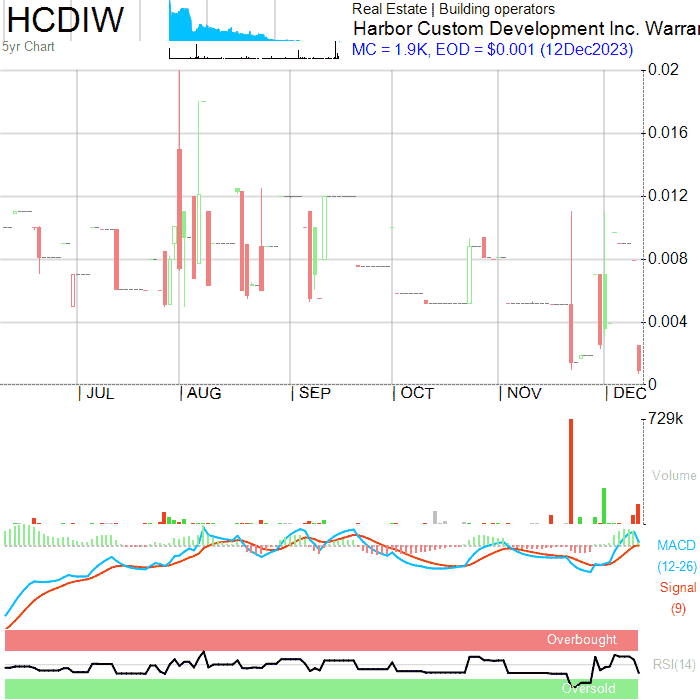 HCDIW
5yr Chart
Real Estate | Building operators
Harbor Custom Development Inc. Warran
MC = 1.9K, EOD = $0.001 (12Dec2023)
0.02
0.016
0.012
0.008
0.004
0
| JUL | AUG | SEP | OCT | NOV | DEC
729k
Volume
MACD
(12-26)
Signal
(9)
Overbought
RSI(14)
Oversold